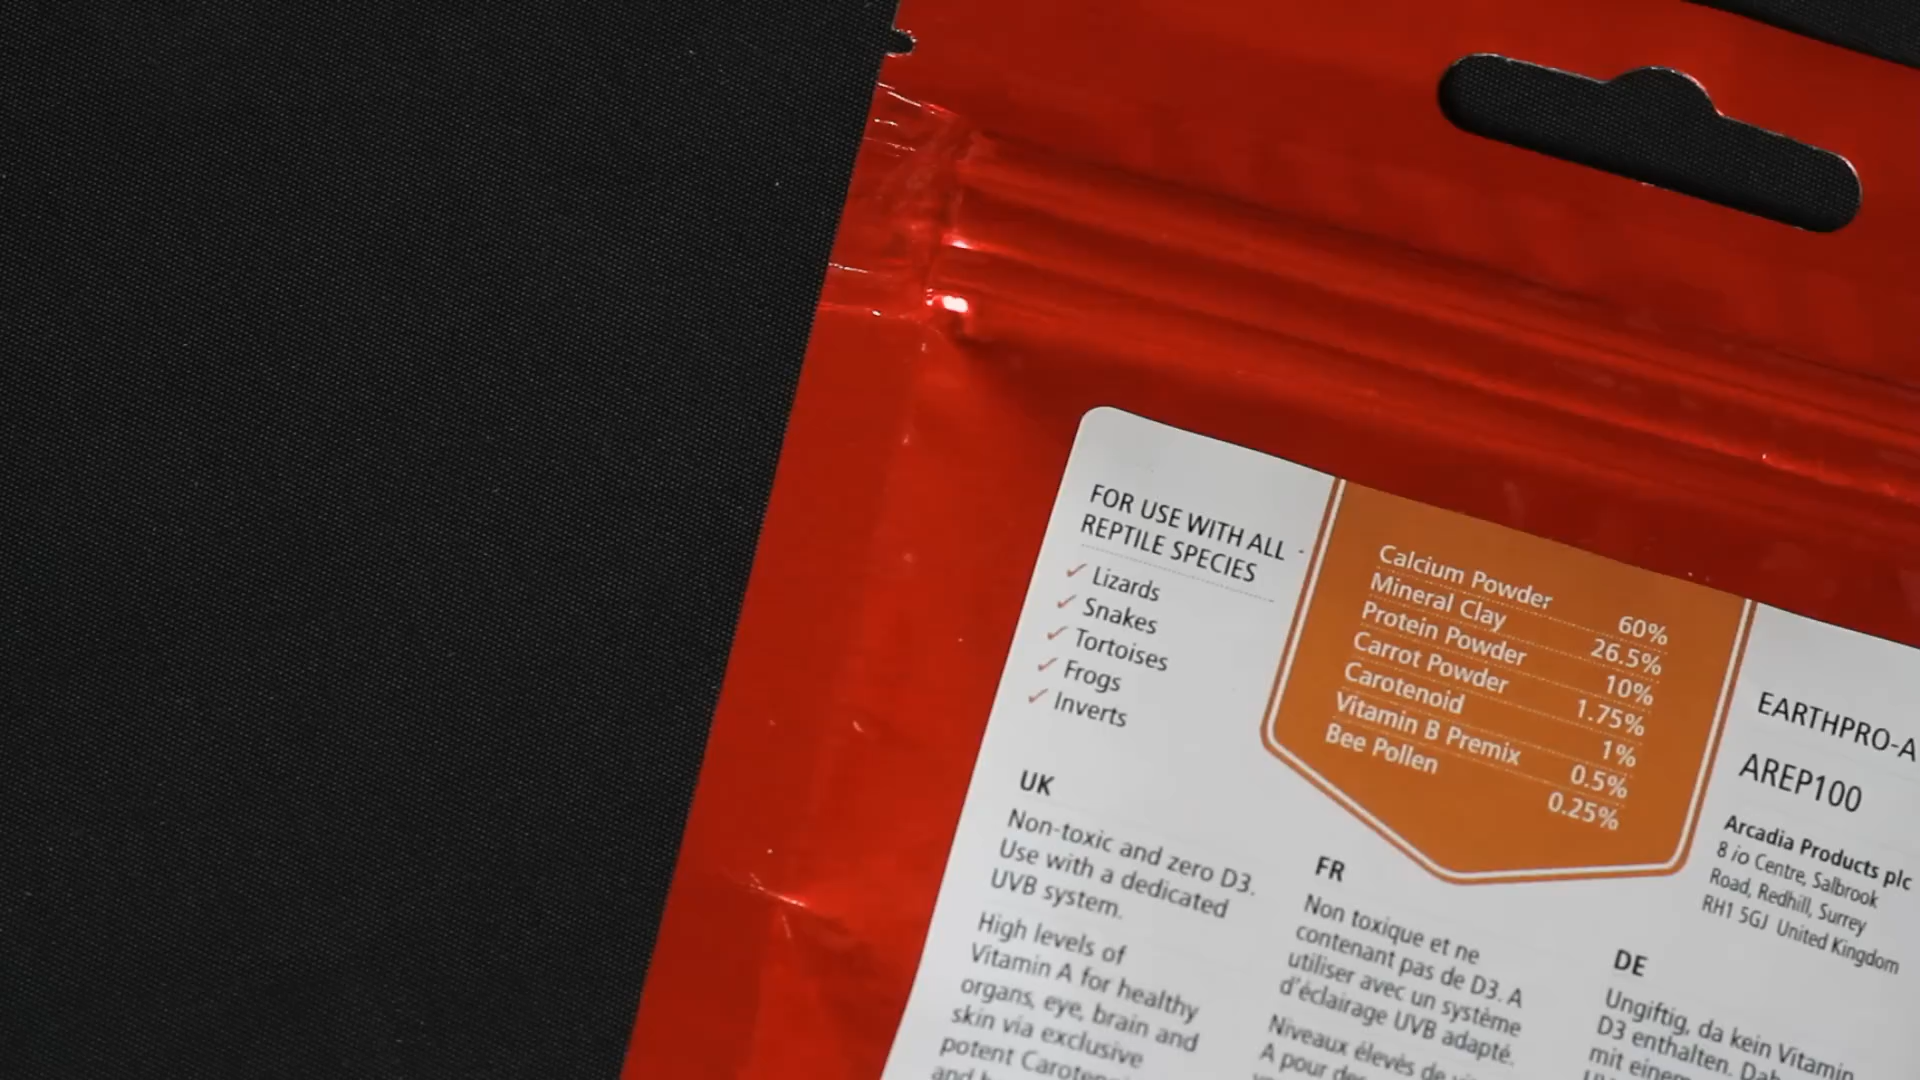 FOR USE WITH ALL
REPTILE SPECIES
✓ Lizards
✓ Snakes
✓ Tortoises
✓ Frogs
✓ Inverts
Calcium Powder 60%
Mineral Clay 26.5%
Protein Powder 10%
Carrot Powder 1.75%
Carotenoid 1%
Vitamin B Premix 0.5%
Bee Pollen 0.25%
EARTHPRO-A
AREP100
Arcadia Products plc
8 io Centre, Salbrook
Road, Redhill, Surrey
RH1 5GJ United Kingdom
UK
Non-toxic and zero D3.
Use with a dedicated
UVB system.
High levels of
Vitamin A for healthy
organs, eye, brain and
skin via exclusive
potent
and
FR
Non toxique et ne
contenant pas de D3. A
utiliser avec un système
d'éclairage UVB adapté.
Niveaux élevés de
A pour
DE
Ungiftig, da kein Vitamin
D3 enthalten.
mit